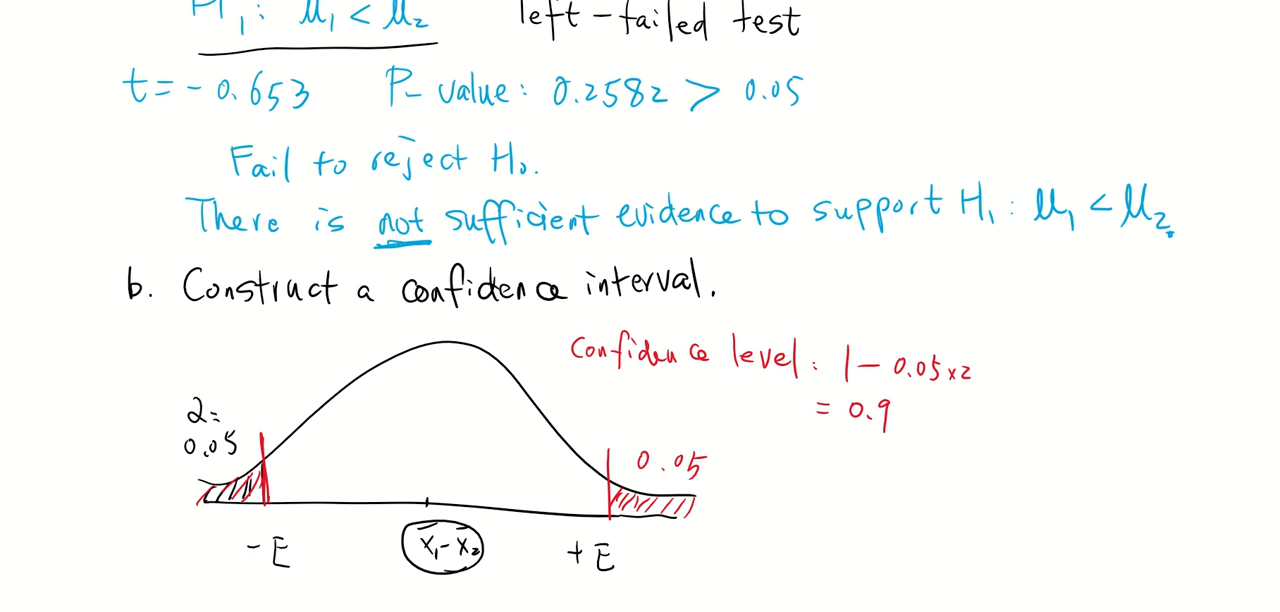 H₁: μ₁ < μ₂ left-failed test
t = -0.653 P- value: 0.2582 > 0.05
Fail to reject H₀.
There is not sufficient evidence to support H₁: μ₁ < μ₂.
b. Construct a confidence interval.
Confidence level: 1 - 0.05 x 2
= 0.9
α =
0.05
0.05
-E
x̄₁ - x̄₂
+E